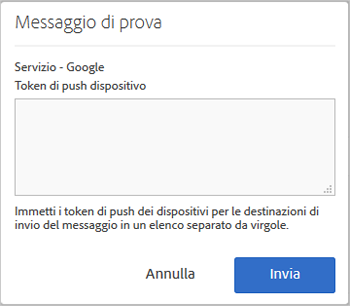 Messaggio di prova
Servizio - Google
Token di push dispositivo
Immetti i token di push dei dispositivi per le destinazioni di
invio del messaggio in un elenco separato da virgole.
Annulla
Invia